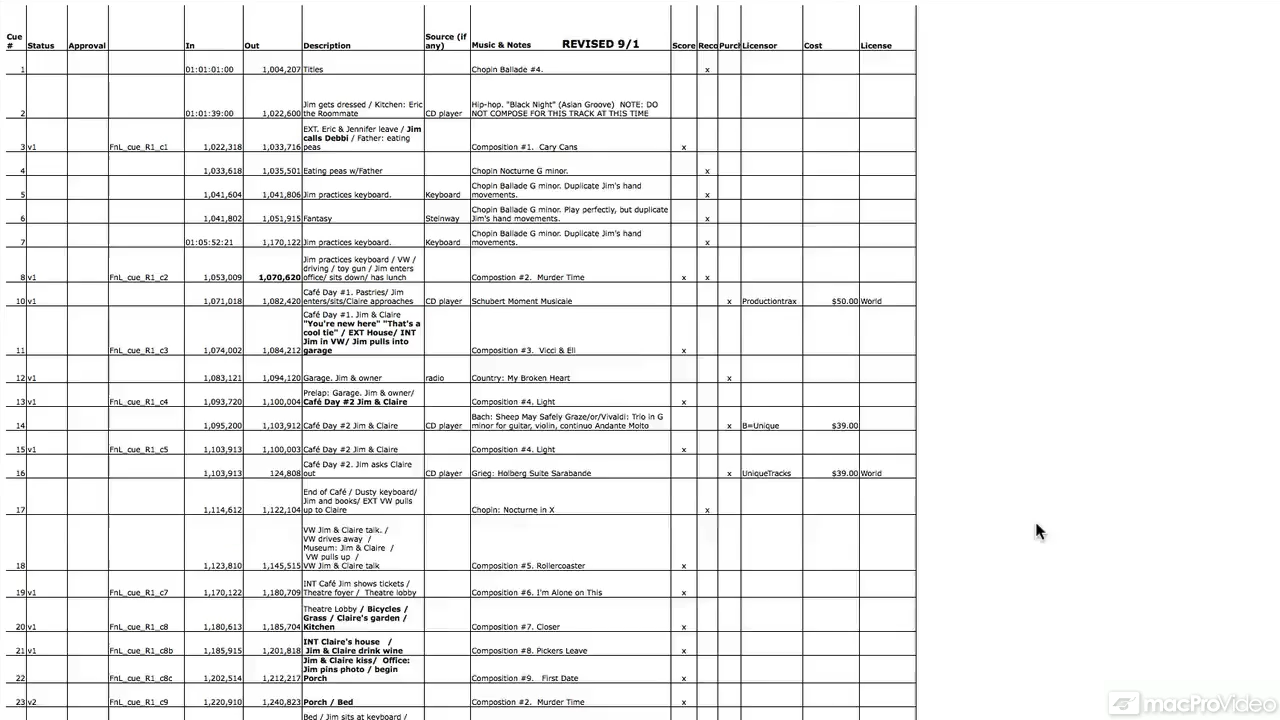 Cue # Status Approval In Out Description Source (if any) Music & Notes REVISED 9/1 Score Reco Purch Licensor Cost License
1 01:01:01:00 1,004,207 Titles Chopin Ballade #4. x
Jim gets dressed / Kitchen: Eric Hip-hop. "Black Night" (Asian Groove) NOTE: DO
2 01:01:39:00 1,022,600 the Roommate CD player NOT COMPOSE FOR THIS TRACK AT THIS TIME
EXT. Eric & Jennifer leave / Jim
calls Debbi / Father: eating
3 v1 FnL_cue_R1_c1 1,022,318 1,033,716 peas Composition #1. Cary Cans x
4 1,033,618 1,035,501 Eating peas w/Father Chopin Nocturne G minor. x
Chopin Ballade G minor. Duplicate Jim's hand
5 1,041,604 1,041,806 Jim practices keyboard. Keyboard movements. x
Chopin Ballade G minor. Play perfectly, but duplicate
6 1,041,802 1,051,915 Fantasy Steinway Jim's hand movements. x
Chopin Ballade G minor. Duplicate Jim's hand
7 01:05:52:21 1,170,122 Jim practices keyboard. Keyboard movements. x
Jim practices keyboard / VW /
driving / toy gun / Jim enters
8 v1 FnL_cue_R1_c2 1,053,009 1,070,620 office/ sits down/ has lunch Compostion #2. Murder Time x x
Café Day #1. Pastries/ Jim
10 v1 1,071,018 1,082,420 enters/sits/Claire approaches CD player Schubert Moment Musicale x Productiontrax $50.00 World
Café Day #1. Jim & Claire
"You're new here" "That's a
cool tie" / EXT House/ INT
Jim in VW/ Jim pulls into
11 FnL_cue_R1_c3 1,074,002 1,084,212 garage Composition #3. Vicci & Eli x
12 v1 1,083,121 1,094,120 Garage. Jim & owner radio Country: My Broken Heart x
Prelap: Garage. Jim & owner/
13 v1 FnL_cue_R1_c4 1,093,720 1,100,004 Café Day #2 Jim & Claire Composition #4. Light x
Bach: Sheep May Safely Graze/or/Vivaldi: Trio in G
14 1,095,200 1,103,912 Café Day #2 Jim & Claire CD player minor for guitar, violin, continuo Andante Molto x B=Unique $39.00
15 v1 FnL_cue_R1_c5 1,103,913 1,100,003 Café Day #2 Jim & Claire Composition #4. Light x
Café Day #2. Jim asks Claire
16 1,103,913 124,808 out CD player Grieg: Holberg Suite Sarabande x UniqueTracks $39.00 World
End of Café / Dusty keyboard/
Jim and books/ EXT VW pulls
17 1,114,612 1,122,104 up to Claire Chopin: Nocturne in X x
VW Jim & Claire talk. /
VW drives away /
Museum: Jim & Claire /
VW pulls up /
18 1,123,810 1,145,515 VW Jim & Claire talk Composition #5. Rollercoaster x
INT Café Jim shows tickets /
19 v1 FnL_cue_R1_c7 1,170,122 1,180,709 Theatre foyer / Theatre lobby Composition #6. I'm Alone on This x
Theatre Lobby / Bicycles /
Grass / Claire's garden /
20 v1 FnL_cue_R1_c8 1,180,613 1,185,704 Kitchen Composition #7. Closer x
INT Claire's house /
21 v1 FnL_cue_R1_c8b 1,185,915 1,201,818 Jim & Claire drink wine Composition #8. Pickers Leave x
Jim & Claire kiss/ Office:
Jim pins photo / begin
22 FnL_cue_R1_c8c 1,202,514 1,212,217 Porch Composition #9. First Date x
23 v2 FnL_cue_R1_c9 1,220,910 1,240,823 Porch / Bed Compostion #2. Murder Time x
Bed / Jim sits at keyboard /
macProVideo